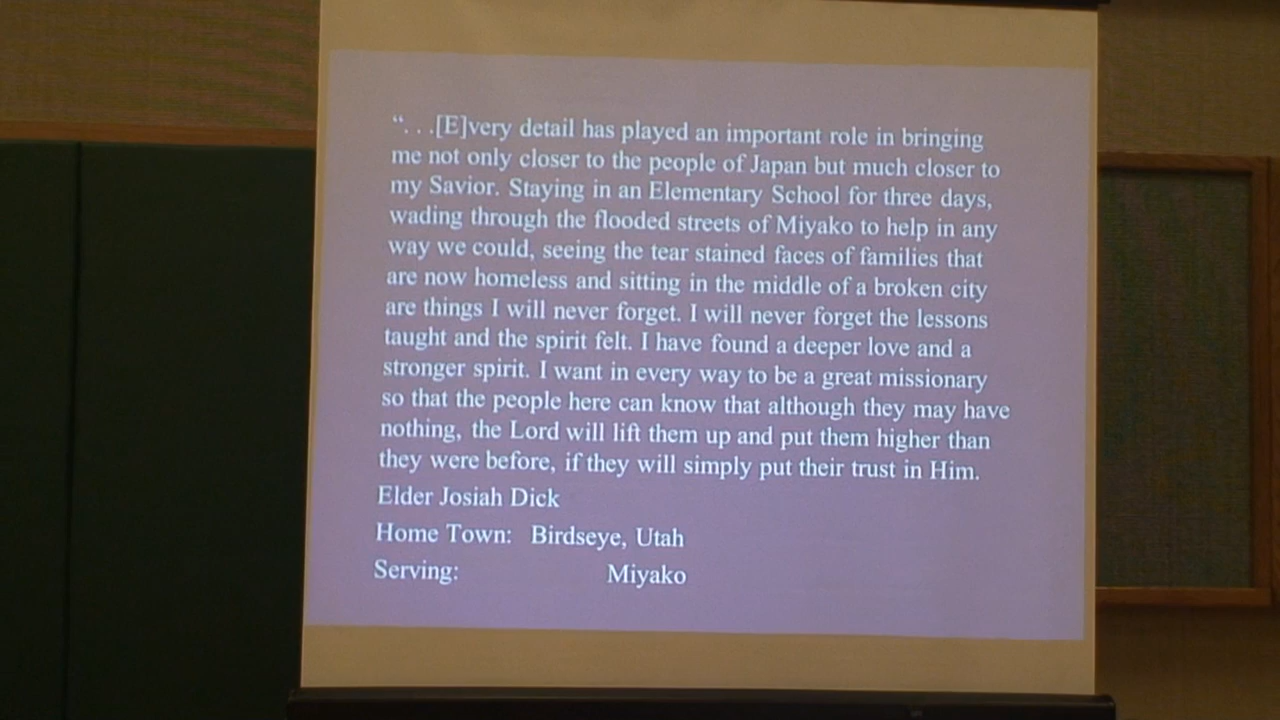 “. . .[E]very detail has played an important role in bringing
me not only closer to the people of Japan but much closer to
my Savior. Staying in an Elementary School for three days,
wading through the flooded streets of Miyako to help in any
way we could, seeing the tear stained faces of families that
are now homeless and sitting in the middle of a broken city
are things I will never forget. I will never forget the lessons
taught and the spirit felt. I have found a deeper love and a
stronger spirit. I want in every way to be a great missionary
so that the people here can know that although they may have
nothing, the Lord will lift them up and put them higher than
they were before, if they will simply put their trust in Him.
Elder Josiah Dick
Home Town: Birdseye, Utah
Serving: Miyako